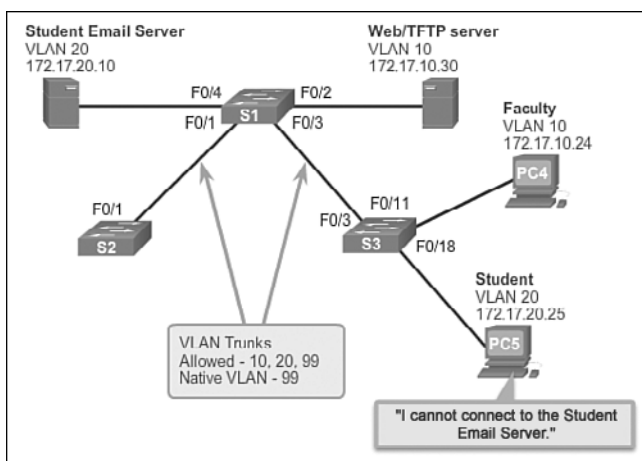 Student Email Server
VLAN 20
172.17.20.10
Web/TFTP server
VLAN 10
172.17.10.30
F0/4
F0/2
S1
F0/1
F0/3
Faculty
VLAN 10
172.17.10.24
PC4
F0/1
S2
F0/11
F0/3
S3
F0/18
Student
VLAN 20
172.17.20.25
PC5
VLAN Trunks
Allowed - 10, 20, 99
Native VLAN - 99
"I cannot connect to the Student
Email Server."